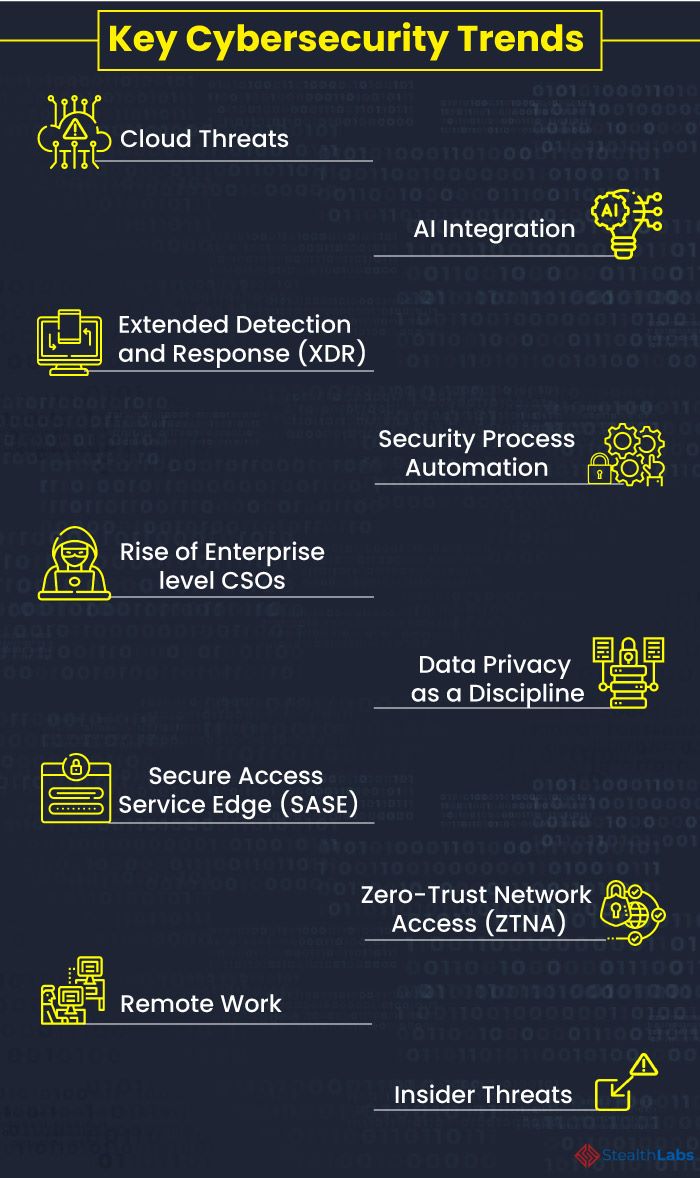 Key Cybersecurity Trends
Cloud Threats
AI
AI Integration
Extended Detection
and Response (XDR)
Security Process
Automation
Rise of Enterprise
level CSOs
Data Privacy
as a Discipline
Secure Access
Service Edge (SASE)
Zero-Trust Network
Access (ZTNA)
Remote Work
Insider Threats
StealthLabs